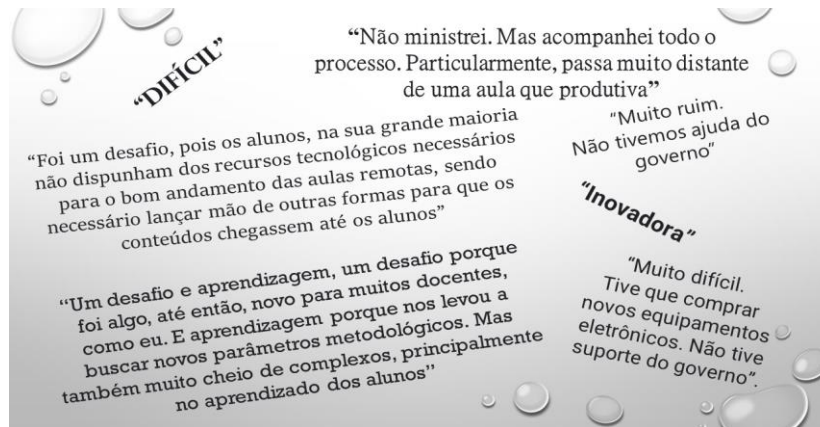 “DIFÍCIL”
“Não ministrei. Mas acompanhei todo o
processo. Particularmente, passa muito distante
de uma aula que produtiva”
“Foi um desafio, pois os alunos, na sua grande maioria
não dispunham dos recursos tecnológicos necessários
para o bom andamento das aulas remotas, sendo
necessário lançar mão de outras formas para que os
conteúdos chegassem até os alunos”
“Muito ruim.
Não tivemos ajuda do
governo”
“Inovadora”
“Um desafio e aprendizagem, um desafio porque
foi algo, até então, novo para muitos docentes,
como eu. E aprendizagem porque nos levou a
buscar novos parâmetros metodológicos. Mas
também muito cheio de complexos, principalmente
no aprendizado dos alunos”
“Muito difícil.
Tive que comprar
novos equipamentos
eletrônicos. Não tive
suporte do governo”.